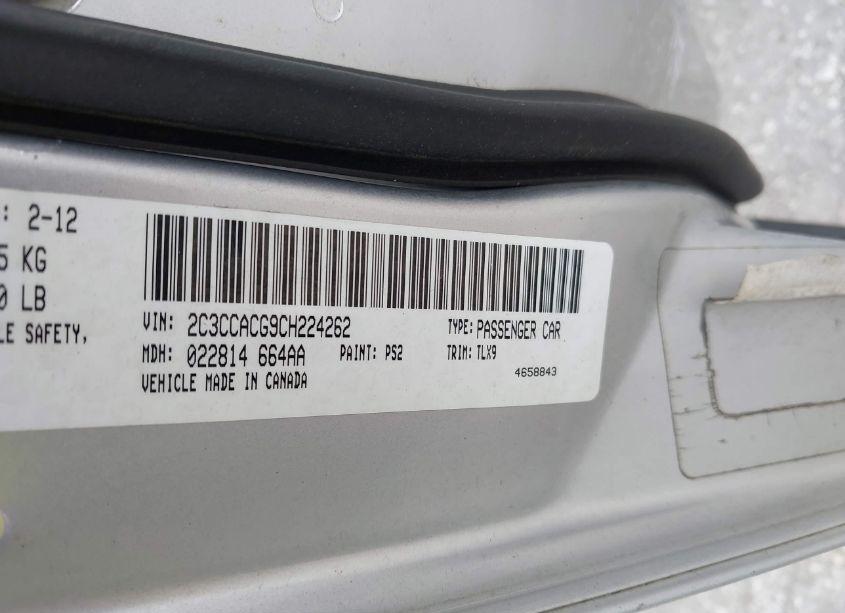 : 2-12
5 KG
0 LB
LE SAFETY,
VIN: 2C3CCACG9CH224262 TYPE: PASSENGER CAR
MDH: 022814 664AA PAINT: PS2 TRIM: TLX9
VEHICLE MADE IN CANADA 4658843